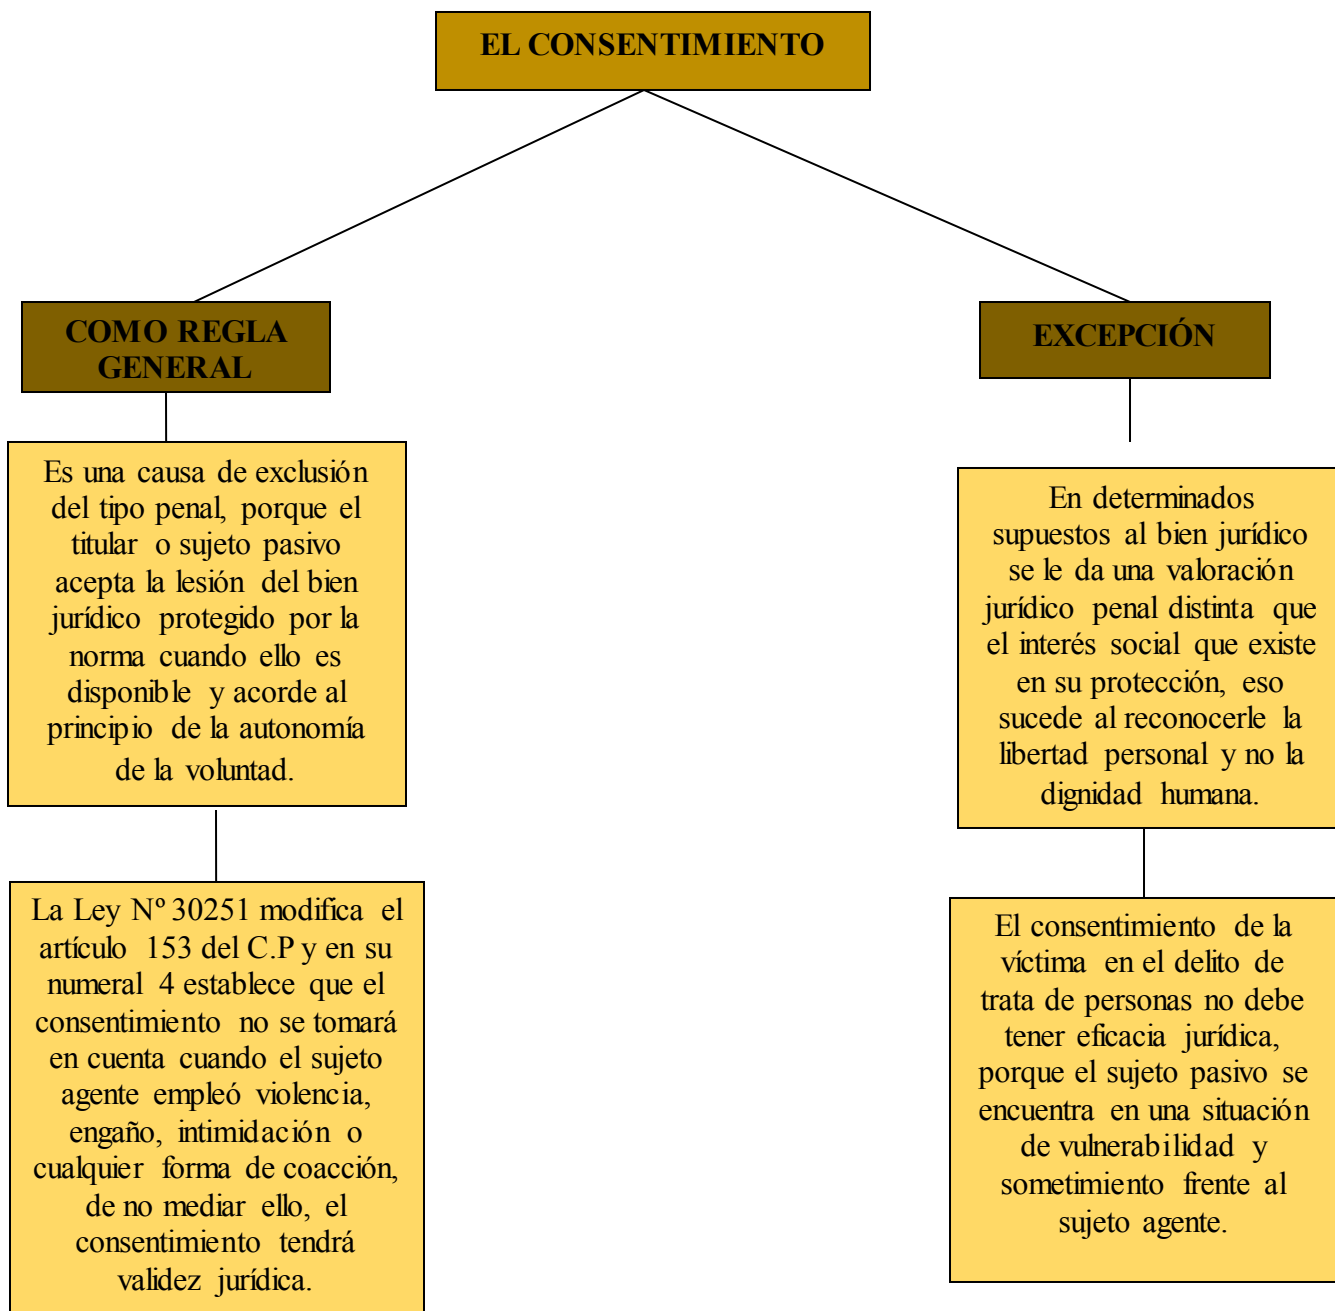 EL CONSENTIMIENTO
COMO REGLA
GENERAL
Es una causa de exclusión
del tipo penal, porque el
titular o sujeto pasivo
acepta la lesión del bien
jurídico protegido por la
norma cuando ello es
disponible y acorde al
principio de la autonomía
de la voluntad.
La Ley Nº 30251 modifica el
artículo 153 del C.P y en su
numeral 4 establece que el
consentimiento no se tomará
en cuenta cuando el sujeto
agente empleó violencia,
engaño, intimidación o
cualquier forma de coacción,
de no mediar ello, el
consentimiento tendrá
validez jurídica.
EXCEPCIÓN
En determinados
supuestos al bien jurídico
se le da una valoración
jurídico penal distinta que
el interés social que existe
en su protección, eso
sucede al reconocerle la
libertad personal y no la
dignidad humana.
El consentimiento de la
víctima en el delito de
trata de personas no debe
tener eficacia jurídica,
porque el sujeto pasivo se
encuentra en una situación
de vulnerabilidad y
sometimiento frente al
sujeto agente.